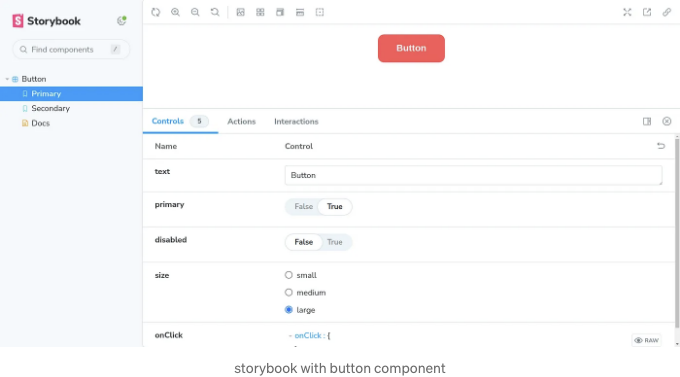 Storybook
Find components /
Button
Primary
Secondary
Docs
Button
Controls 5 Actions Interactions
Name Control
text Button
primary False True
disabled False True
size small
medium
large
onClick - onClick : {
RAW
storybook with button component